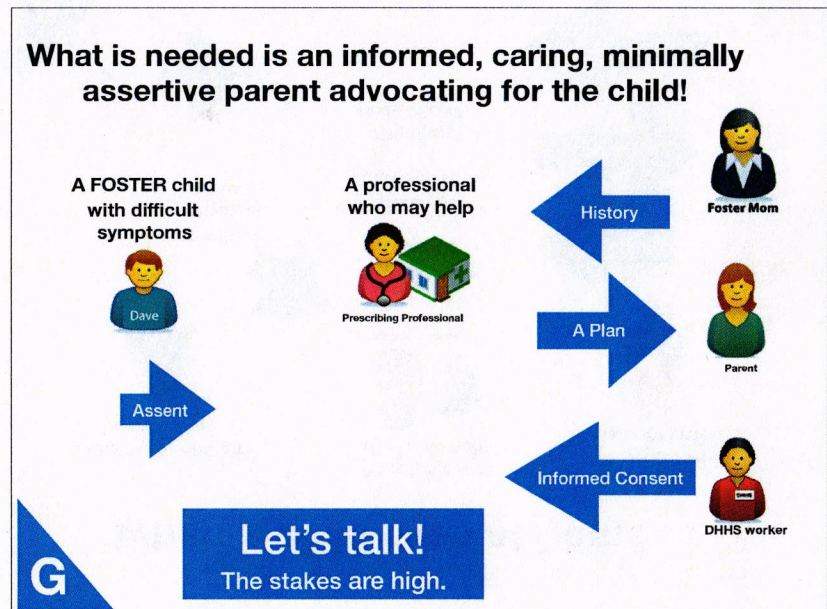 What is needed is an informed, caring, minimally
assertive parent advocating for the child!
A FOSTER child
with difficult
symptoms
Dave
A professional
who may help
Prescribing Professional
History
Foster Mom
A Plan
Parent
Assent
Informed Consent
DHHS
DHHS worker
Let's talk!
The stakes are high.
G